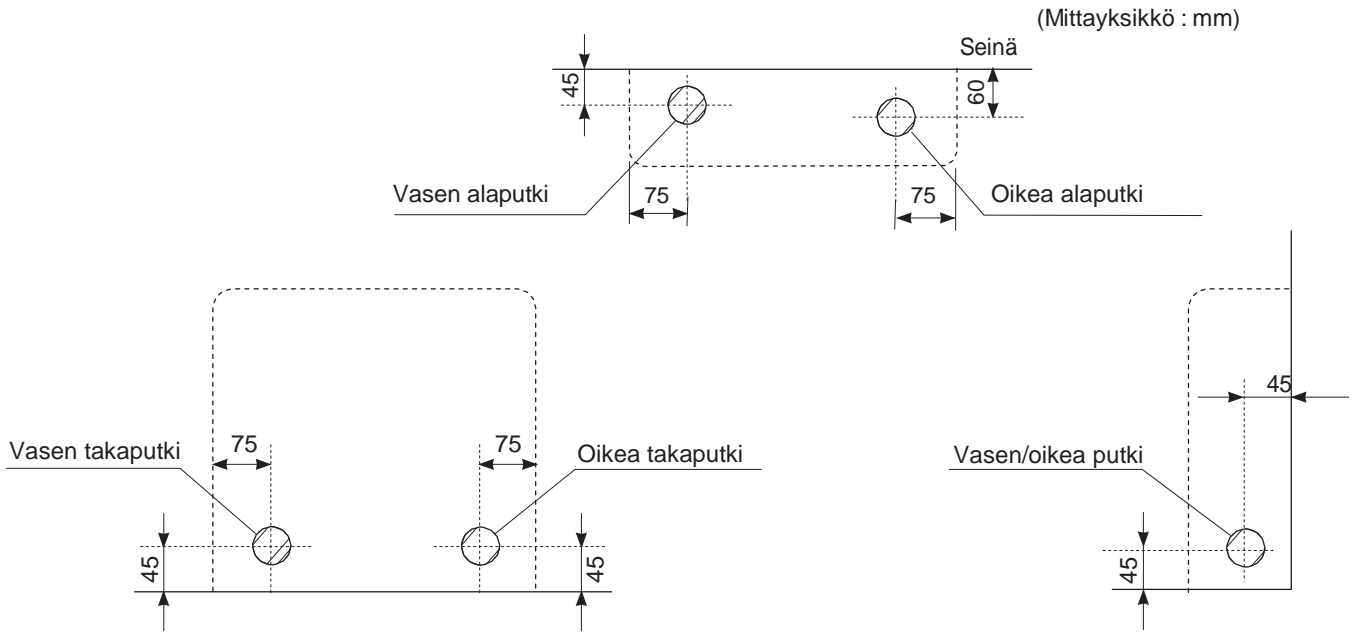 (Mittayksikkö : mm)
Seinä
45
60
Vasen alaputki
75
75
Oikea alaputki
45
Vasen takaputki
75
75
Oikea takaputki
Vasen/oikea putki
45
45
45